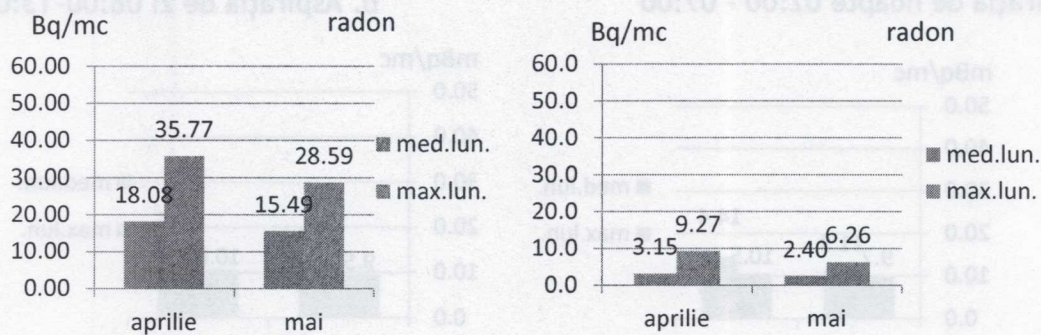 Bq/mc radon
60.00
50.00
40.00
30.00
20.00
10.00
0.00
35.77
28.59
18.08
15.49
med.lun.
max.lun.
aprilie mai
Bq/mc radon
60.0
50.0
40.0
30.0
20.0
10.0
0.0
9.27
6.26
3.15
2.40
med.lun.
max.lun.
aprilie mai